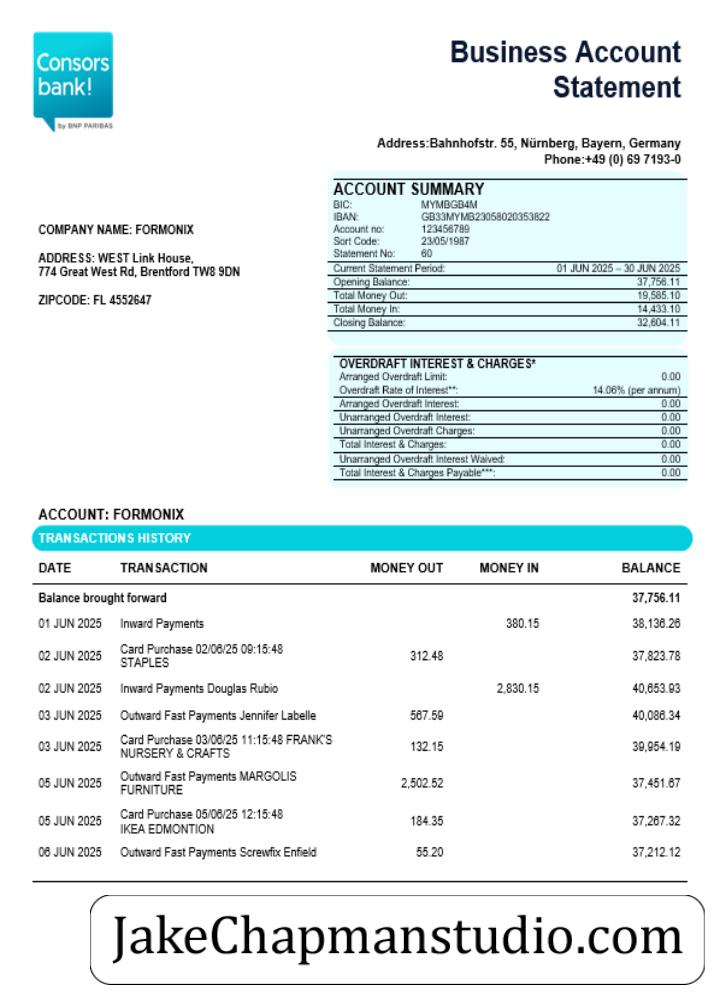 Consors
bank!
by BNP PARIBAS
Business Account
Statement
Address:Bahnhofstr. 55, Nürnberg, Bayern, Germany
Phone:+49 (0) 69 7193-0
COMPANY NAME: FORMONIX
ADDRESS: WEST Link House,
774 Great West Rd, Brentford TW8 9DN
ZIPCODE: FL 4552647
ACCOUNT SUMMARY
BIC: MYMBGB4M
IBAN: GB33MYMB23058020353822
Account no: 123456789
Sort Code: 23/05/1987
Statement No: 60
Current Statement Period: 01 JUN 2025 – 30 JUN 2025
Opening Balance: 37,756.11
Total Money Out: 19,585.10
Total Money In: 14,433.10
Closing Balance: 32,604.11
OVERDRAFT INTEREST & CHARGES*
Arranged Overdraft Limit: 0.00
Overdraft Rate of Interest**: 14.06% (per annum)
Arranged Overdraft Interest: 0.00
Unarranged Overdraft Interest: 0.00
Unarranged Overdraft Charges: 0.00
Total Interest & Charges: 0.00
Unarranged Overdraft Interest Waived: 0.00
Total Interest & Charges Payable***: 0.00
ACCOUNT: FORMONIX
TRANSACTIONS HISTORY
DATE TRANSACTION MONEY OUT MONEY IN BALANCE
Balance brought forward 37,756.11
01 JUN 2025 Inward Payments 380.15 38,136.26
02 JUN 2025 Card Purchase 02/06/25 09:15:48
STAPLES 312.48 37,823.78
02 JUN 2025 Inward Payments Douglas Rubio 2,830.15 40,653.93
03 JUN 2025 Outward Fast Payments Jennifer Labelle 567.59 40,086.34
03 JUN 2025 Card Purchase 03/06/25 11:15:48 FRANK'S
NURSERY & CRAFTS 132.15 39,954.19
05 JUN 2025 Outward Fast Payments MARGOLIS
FURNITURE 2,502.52 37,451.67
05 JUN 2025 Card Purchase 05/06/25 12:15:48
IKEA EDMONTION 184.35 37,267.32
06 JUN 2025 Outward Fast Payments Screwfix Enfield 55.20 37,212.12
JakeChapmanstudio.com